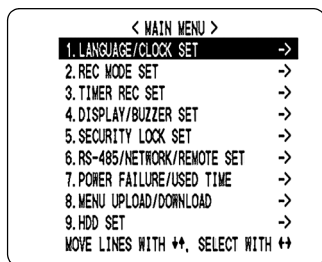 < MAIN MENU >
1. LANGUAGE/CLOCK SET ->
2. REC MODE SET ->
3. TIMER REC SET ->
4. DISPLAY/BUZZER SET ->
5. SECURITY LOCK SET ->
6. RS-485/NETWORK/REMOTE SET ->
7. POWER FAILURE/USED TIME ->
8. MENU UPLOAD/DOWNLOAD ->
9. HDD SET ->
MOVE LINES WITH ↓↑, SELECT WITH ←→